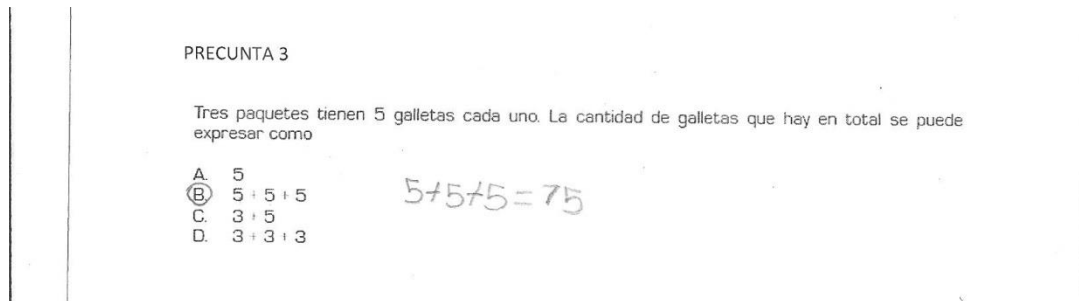 PRECUNTA 3
Tres paquetes tienen 5 galletas cada uno. La cantidad de galletas que hay en total se puede
expresar como
A. 5
B. 5 + 5 + 5
C. 3 + 5
D. 3 + 3 + 3
5+5+5=75